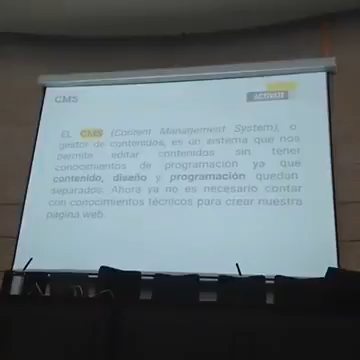 CMS
ACTÍVATE
EL CMS (Content Management System), o
gestor de contenidos, es un sistema que nos
permite editar contenidos sin tener
conocimientos de programación ya que
contenido, diseño y programación quedan
separados. Ahora ya no es necesario contar
con conocimientos técnicos para crear nuestra
página web.